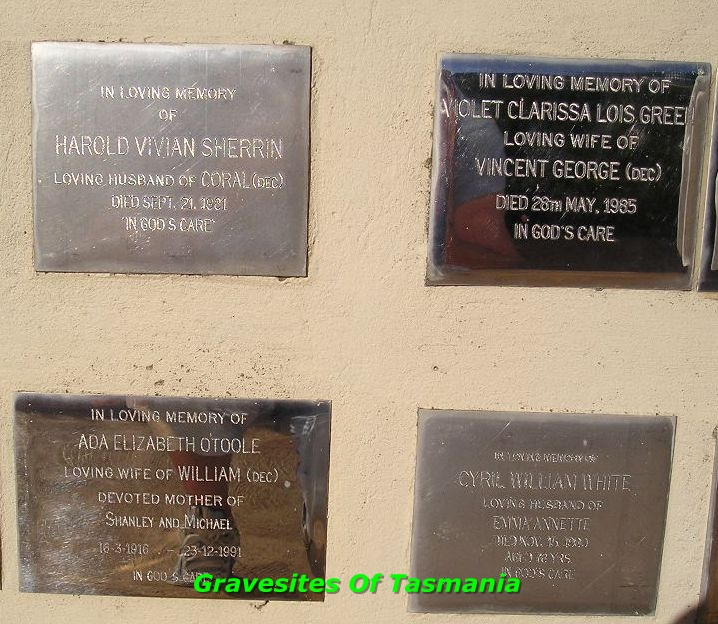 IN LOVING MEMORY
OF
HAROLD VIVIAN SHERRIN
LOVING HUSBAND OF CORAL (DEC)
DIED SEPT. 21, 1981
"IN GOD'S CARE"
IN LOVING MEMORY OF
VIOLET CLARISSA LOIS GREEN
LOVING WIFE OF
VINCENT GEORGE (DEC)
DIED 28TH MAY, 1985
IN GOD'S CARE
IN LOVING MEMORY OF
ADA ELIZABETH O'TOOLE
LOVING WIFE OF WILLIAM (DEC)
DEVOTED MOTHER OF
SHANLEY AND MICHAEL
16-3-1916 - 23-12-1991
IN GOD'S CARE
IN LOVING MEMORY OF
CYRIL WILLIAM WHITE
LOVING HUSBAND OF
EMMA ANNETTE
DIED NOV. 15,
AGED 78 YRS.
IN GOD'S CARE
Gravesites Of Tasmania